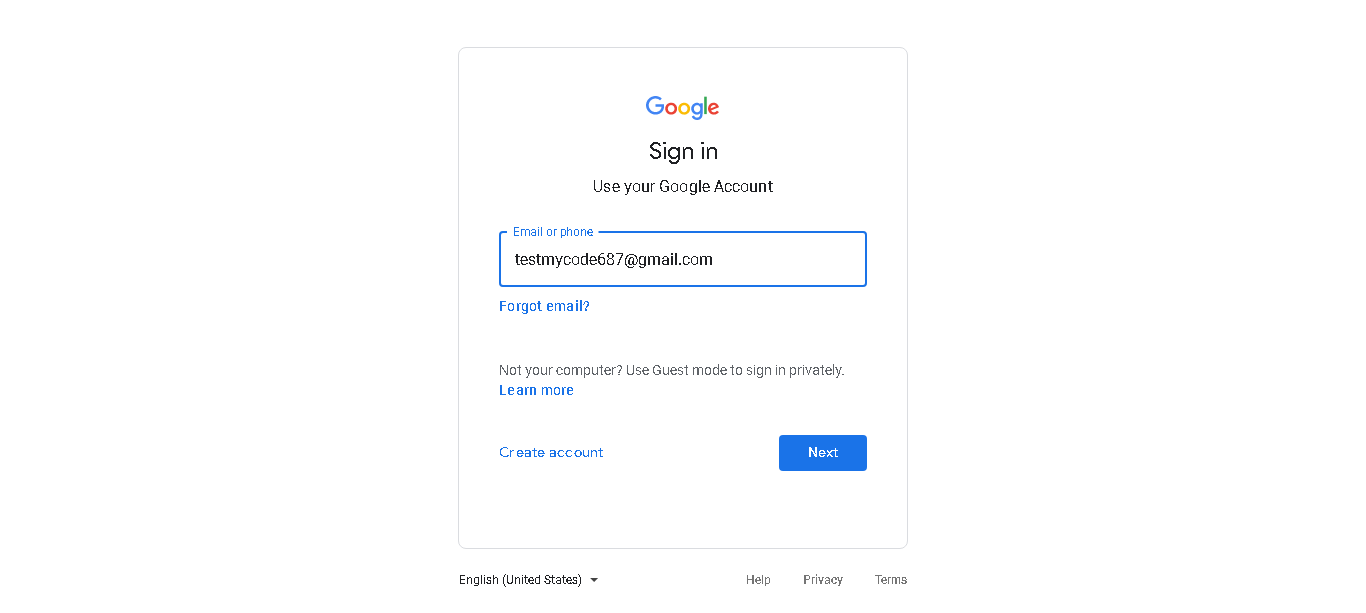 Google
Sign in
Use your Google Account
Email or phone
testmycode687@gmail.com
Forgot email?
Not your computer? Use Guest mode to sign in privately.
Learn more
Create account
Next
English (United States)
Help
Privacy
Terms